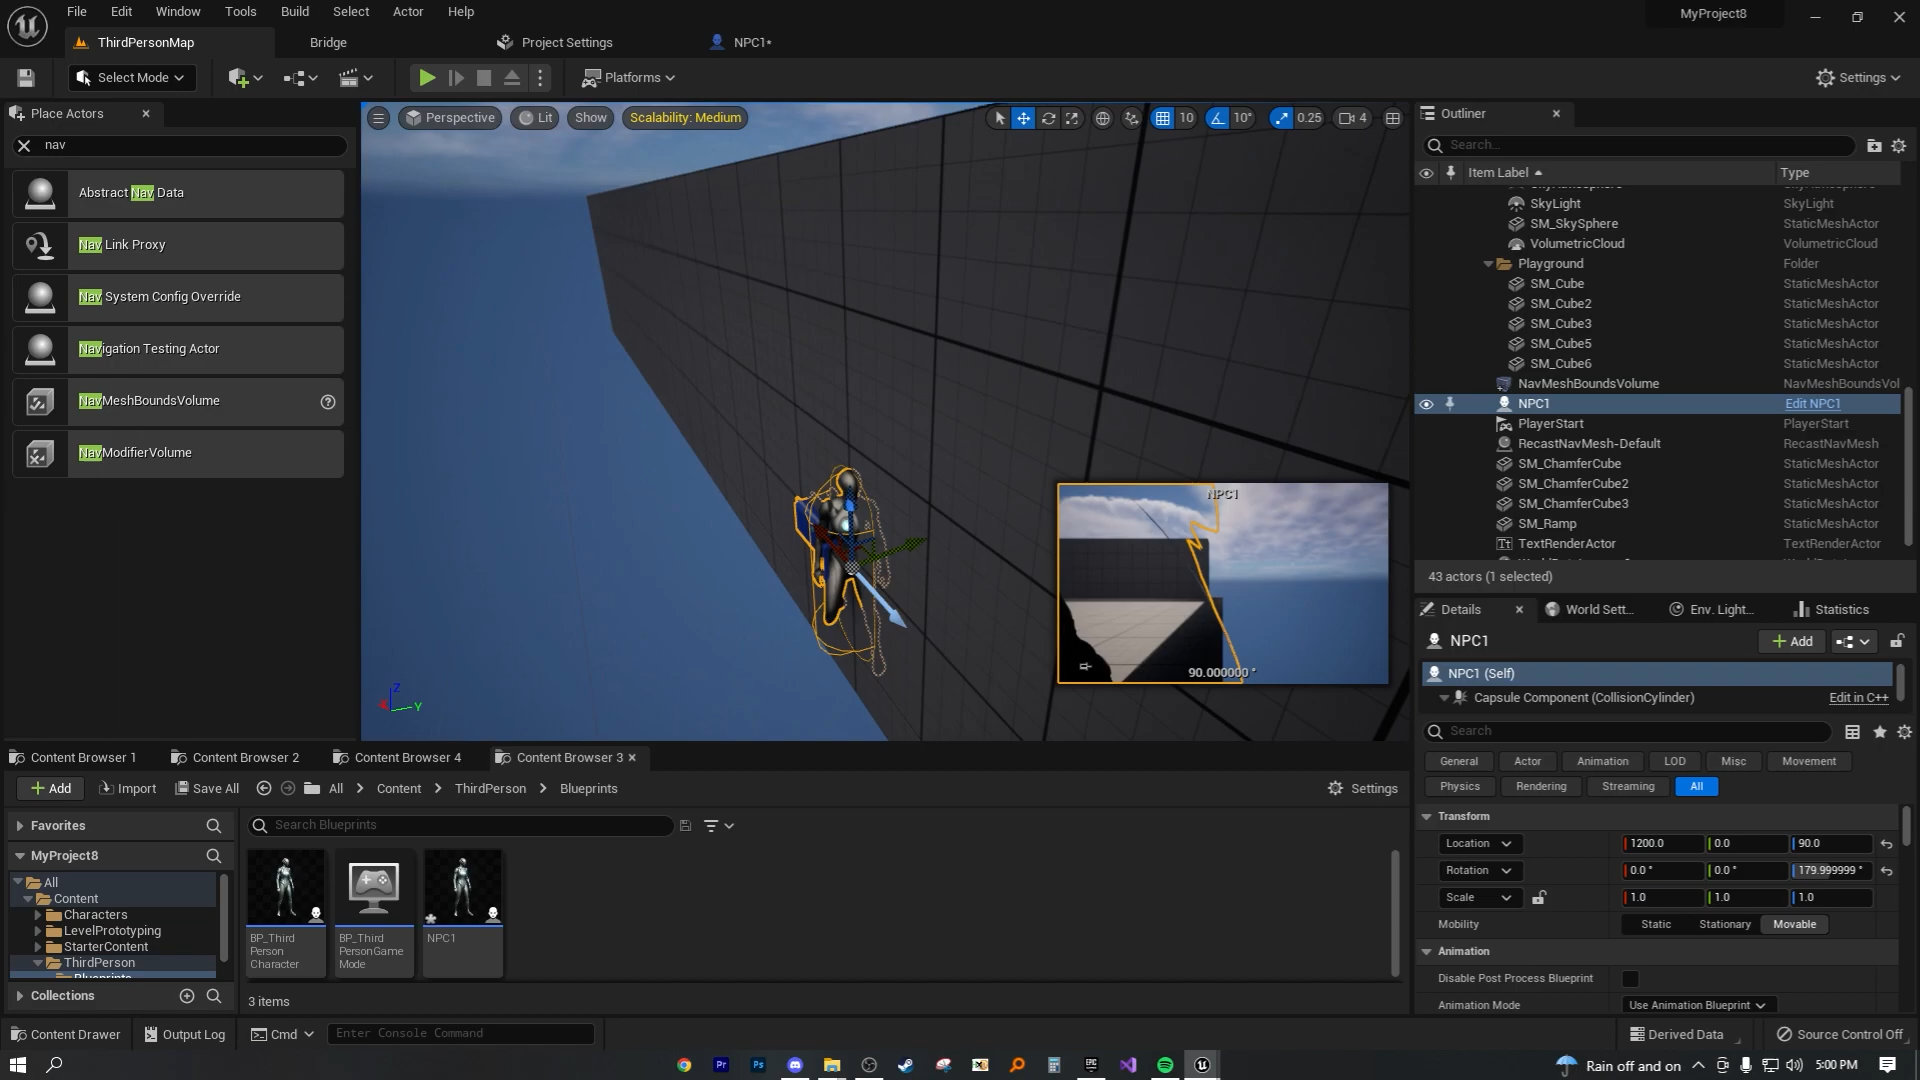 File Edit Window Tools Build Select Actor Help
MyProject8
ThirdPersonMap
Bridge
Project Settings
NPC1*
Select Mode
Platforms
Settings
Place Actors
nav
Abstract Nav Data
Nav Link Proxy
Nav System Config Override
Navigation Testing Actor
NavMeshBoundsVolume
NavModifierVolume
Perspective
Lit
Show
Scalability: Medium
10
10°
0.25
4
NPC1
90.000000 °
Z
Y
Outliner
Search...
Item Label
Type
SkyLight SkyLight
SM_SkySphere StaticMeshActor
VolumetricCloud VolumetricCloud
Playground Folder
SM_Cube StaticMeshActor
SM_Cube2 StaticMeshActor
SM_Cube3 StaticMeshActor
SM_Cube5 StaticMeshActor
SM_Cube6 StaticMeshActor
NavMeshBoundsVolume NavMeshBoundsVol
NPC1 Edit NPC1
PlayerStart PlayerStart
RecastNavMesh-Default RecastNavMesh
SM_ChamferCube StaticMeshActor
SM_ChamferCube2 StaticMeshActor
SM_ChamferCube3 StaticMeshActor
SM_Ramp StaticMeshActor
TextRenderActor TextRenderActor
43 actors (1 selected)
Details
World Sett...
Env. Light...
Statistics
NPC1
Add
NPC1 (Self)
Capsule Component (CollisionCylinder) Edit in C++
Search
General Actor Animation LOD Misc Movement
Physics Rendering Streaming All
Transform
Location 1200.0 0.0 90.0
Rotation 0.0 ° 0.0 ° 179.999999 °
Scale 1.0 1.0 1.0
Mobility Static Stationary Movable
Animation
Disable Post Process Blueprint
Animation Mode Use Animation Blueprint
Content Browser 1
Content Browser 2
Content Browser 4
Content Browser 3
Add
Import
Save All
All
Content
ThirdPerson
Blueprints
Settings
Favorites
MyProject8
All
Content
Characters
LevelPrototyping
StarterContent
ThirdPerson
Blueprints
Collections
Search Blueprints
BP_Third
Person
Character
BP_Third
PersonGame
Mode
NPC1
3 items
Content Drawer
Output Log
Cmd
Enter Console Command
Derived Data
Source Control Off
Pr
Ps
Rain off and on
5:00 PM